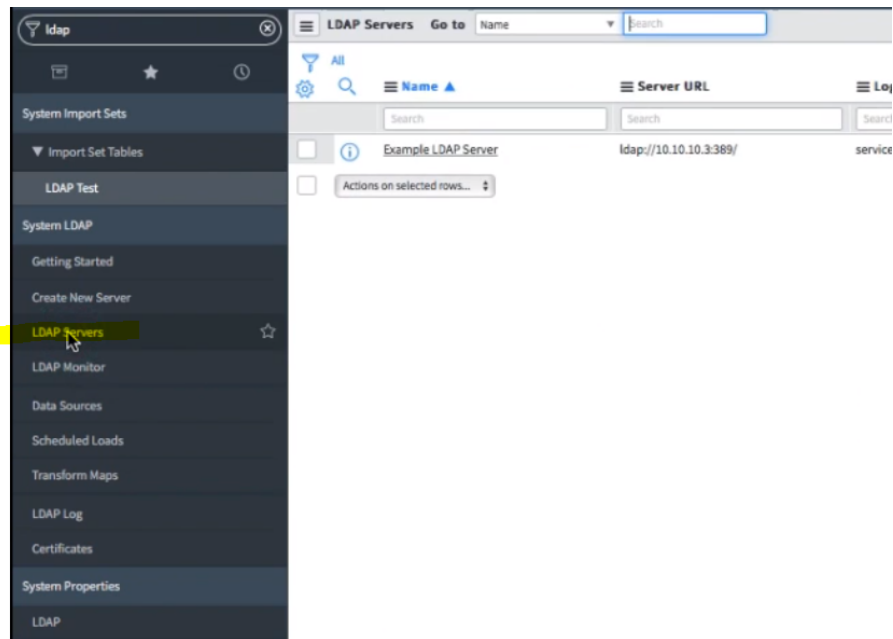 ldap
System Import Sets
Import Set Tables
LDAP Test
System LDAP
Getting Started
Create New Server
LDAP Servers
LDAP Monitor
Data Sources
Scheduled Loads
Transform Maps
LDAP Log
Certificates
System Properties
LDAP
LDAP Servers Go to Name Search
All
Name Server URL Log
Search Search Search
Example LDAP Server ldap://10.10.10.3:389/ service
Actions on selected rows...